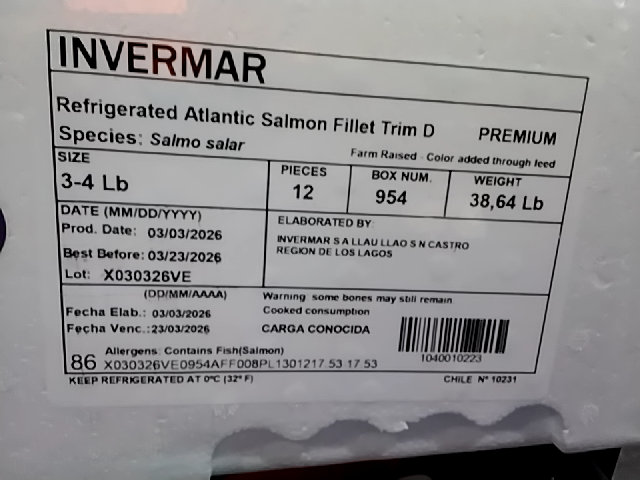 INVERMAR
Refrigerated Atlantic Salmon Fillet Trim D PREMIUM
Species: Salmo salar
Farm Raised - Color added through feed
SIZE PIECES BOX NUM. WEIGHT
3-4 Lb 12 954 38,64 Lb
DATE (MM/DD/YYYY)
Prod. Date: 03/03/2026
Best Before: 03/23/2026
Lot: X030326VE
ELABORATED BY:
INVERMAR S A LLAU LLAO S N CASTRO
REGION DE LOS LAGOS
(DD/MM/AAAA)
Fecha Elab.: 03/03/2026
Fecha Venc.:23/03/2026
Warning some bones may still remain
Cooked consumption
CARGA CONOCIDA
1040010223
86 Allergens: Contains Fish(Salmon)
X030326VE0954AFF008PL1301217 53 17 53
KEEP REFRIGERATED AT 0ºC (32º F)
CHILE Nº 10231